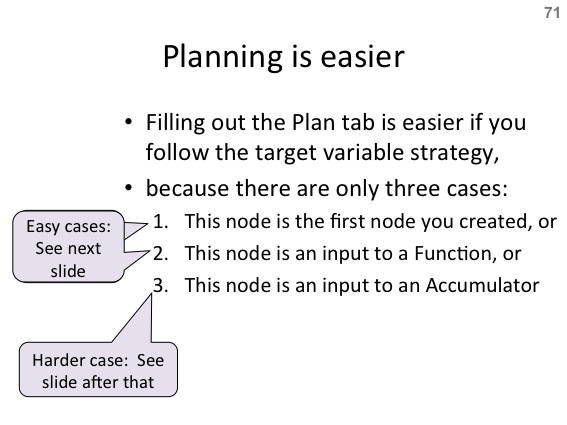 71
Planning is easier
• Filling out the Plan tab is easier if you
follow the target variable strategy,
• because there are only three cases:
1. This node is the first node you created, or
2. This node is an input to a Function, or
3. This node is an input to an Accumulator
Easy cases:
See next
slide
Harder case: See
slide after that